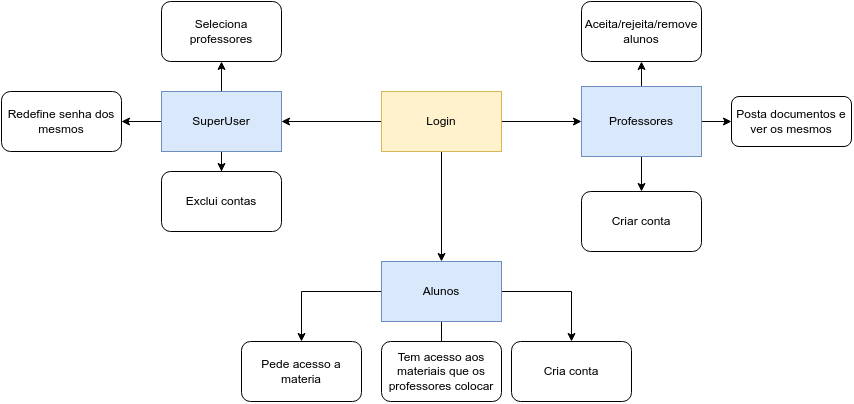 Seleciona
professores
Aceita/rejeita/remove
alunos
Redefine senha dos
mesmos
SuperUser
Login
Professores
Posta documentos e
ver os mesmos
Exclui contas
Criar conta
Alunos
Pede acesso a
materia
Tem acesso aos
materiais que os
professores colocar
Cria conta